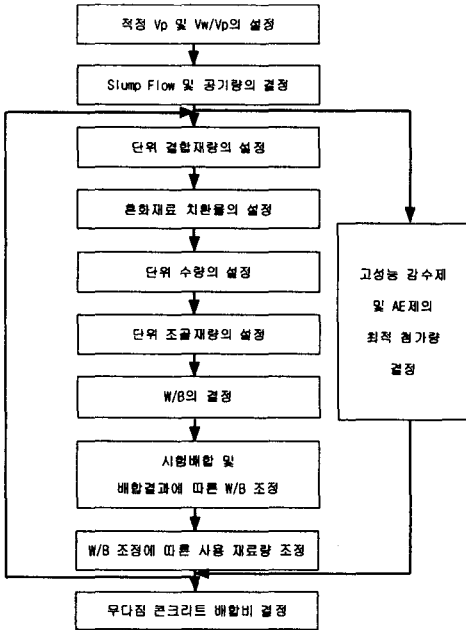 적정 Vp 및 Vw/Vp의 설정
Slump Flow 및 공기량의 결정
단위 결합재량의 설정
혼화재료 치환율의 설정
단위 수량의 설정
단위 조골재량의 설정
W/B의 결정
시험배합 및
배합결과에 따른 W/B 조정
W/B 조정에 따른 사용 재료량 조정
무다짐 콘크리트 배합비 결정
고성능 감수제
및 AE제의
최적 첨가량
결정